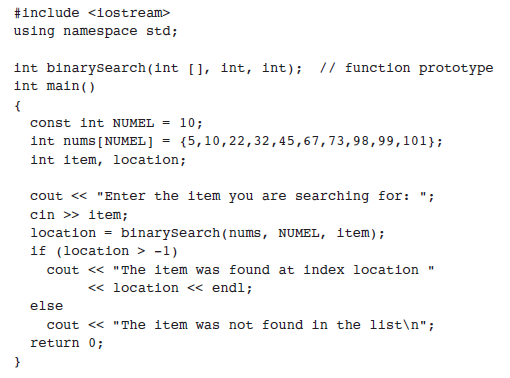 #include <iostream>
using namespace std;
int binarySearch(int [], int, int);  // function prototype
int main()
{
  const int NUMEL = 10;
  int nums[NUMEL] = {5,10,22,32,45,67,73,98,99,101};
  int item, location;
  cout << "Enter the item you are searching for: ";
  cin >> item;
  location = binarySearch(nums, NUMEL, item);
  if (location > -1)
    cout << "The item was found at index location "
         << location << endl;
  else
    cout << "The item was not found in the list\n";
  return 0;
}